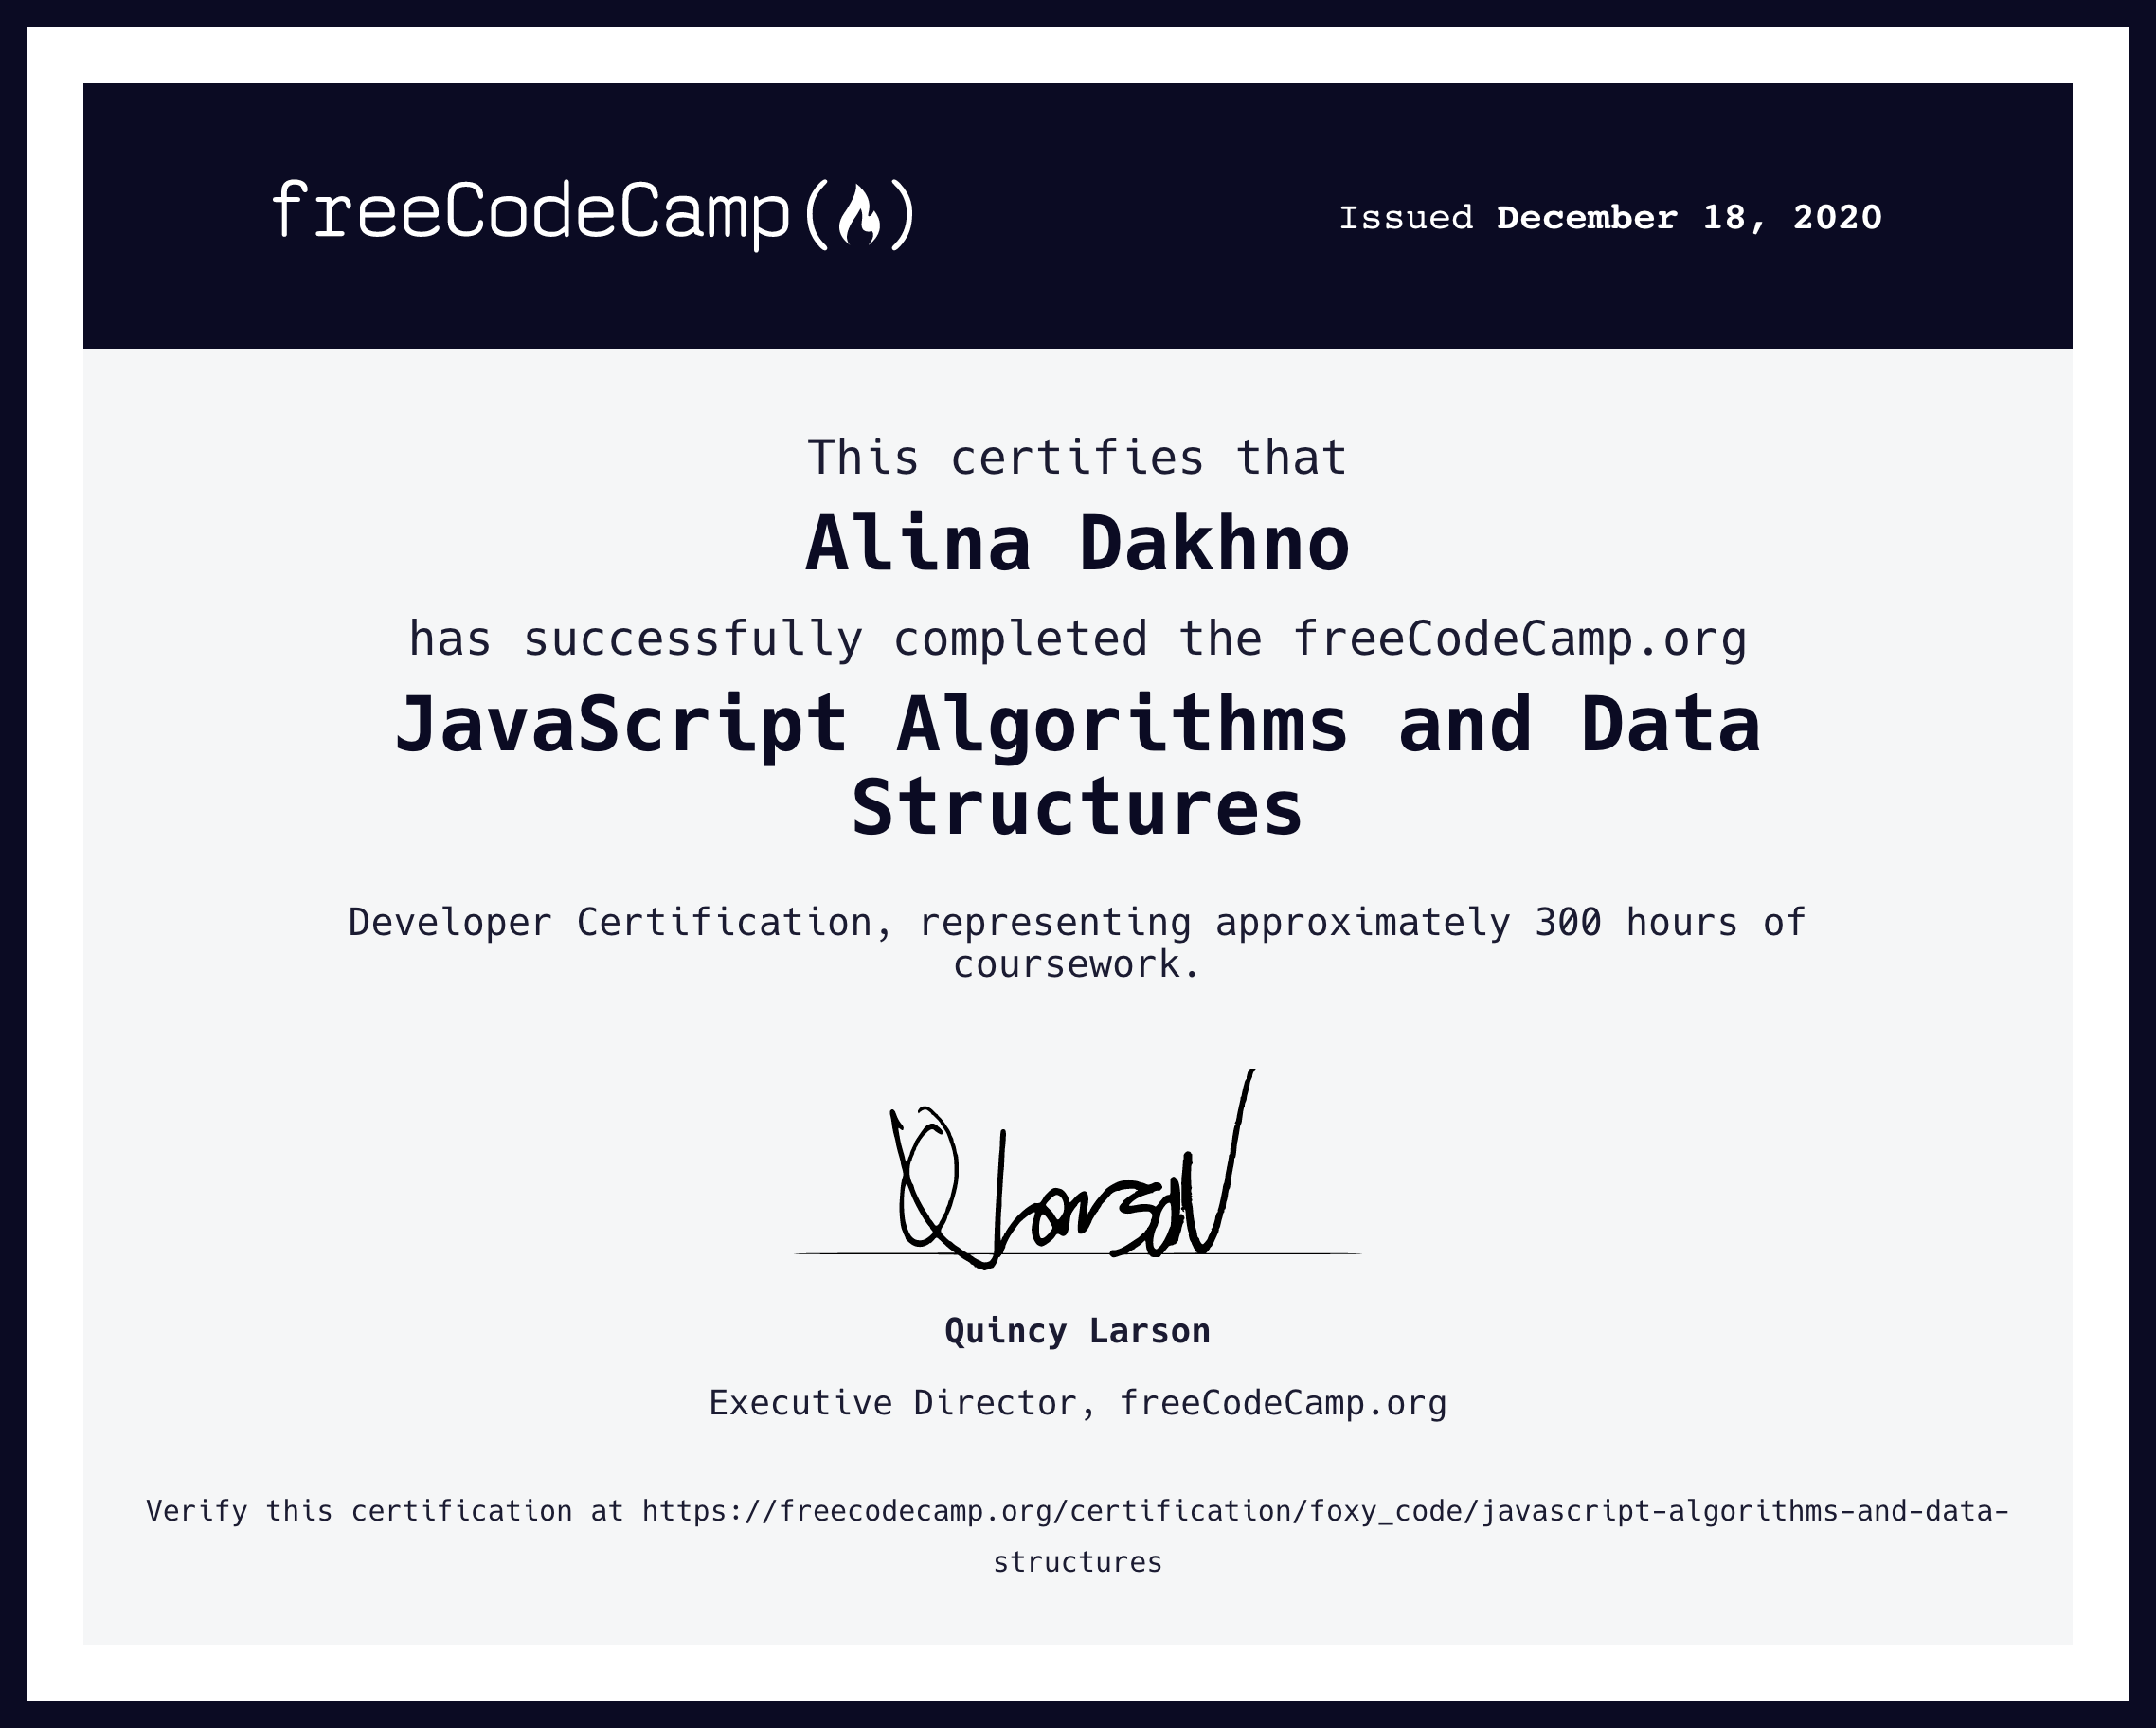 freeCodeCamp
Issued December 18, 2020
This certifies that
Alina Dakhno
has successfully completed the freeCodeCamp.org
JavaScript Algorithms and Data
Structures
Developer Certification, representing approximately 300 hours of
coursework.
Quincy Larson
Executive Director, freeCodeCamp.org
Verify this certification at https://freecodecamp.org/certification/foxy_code/javascript-algorithms-and-data-
structures